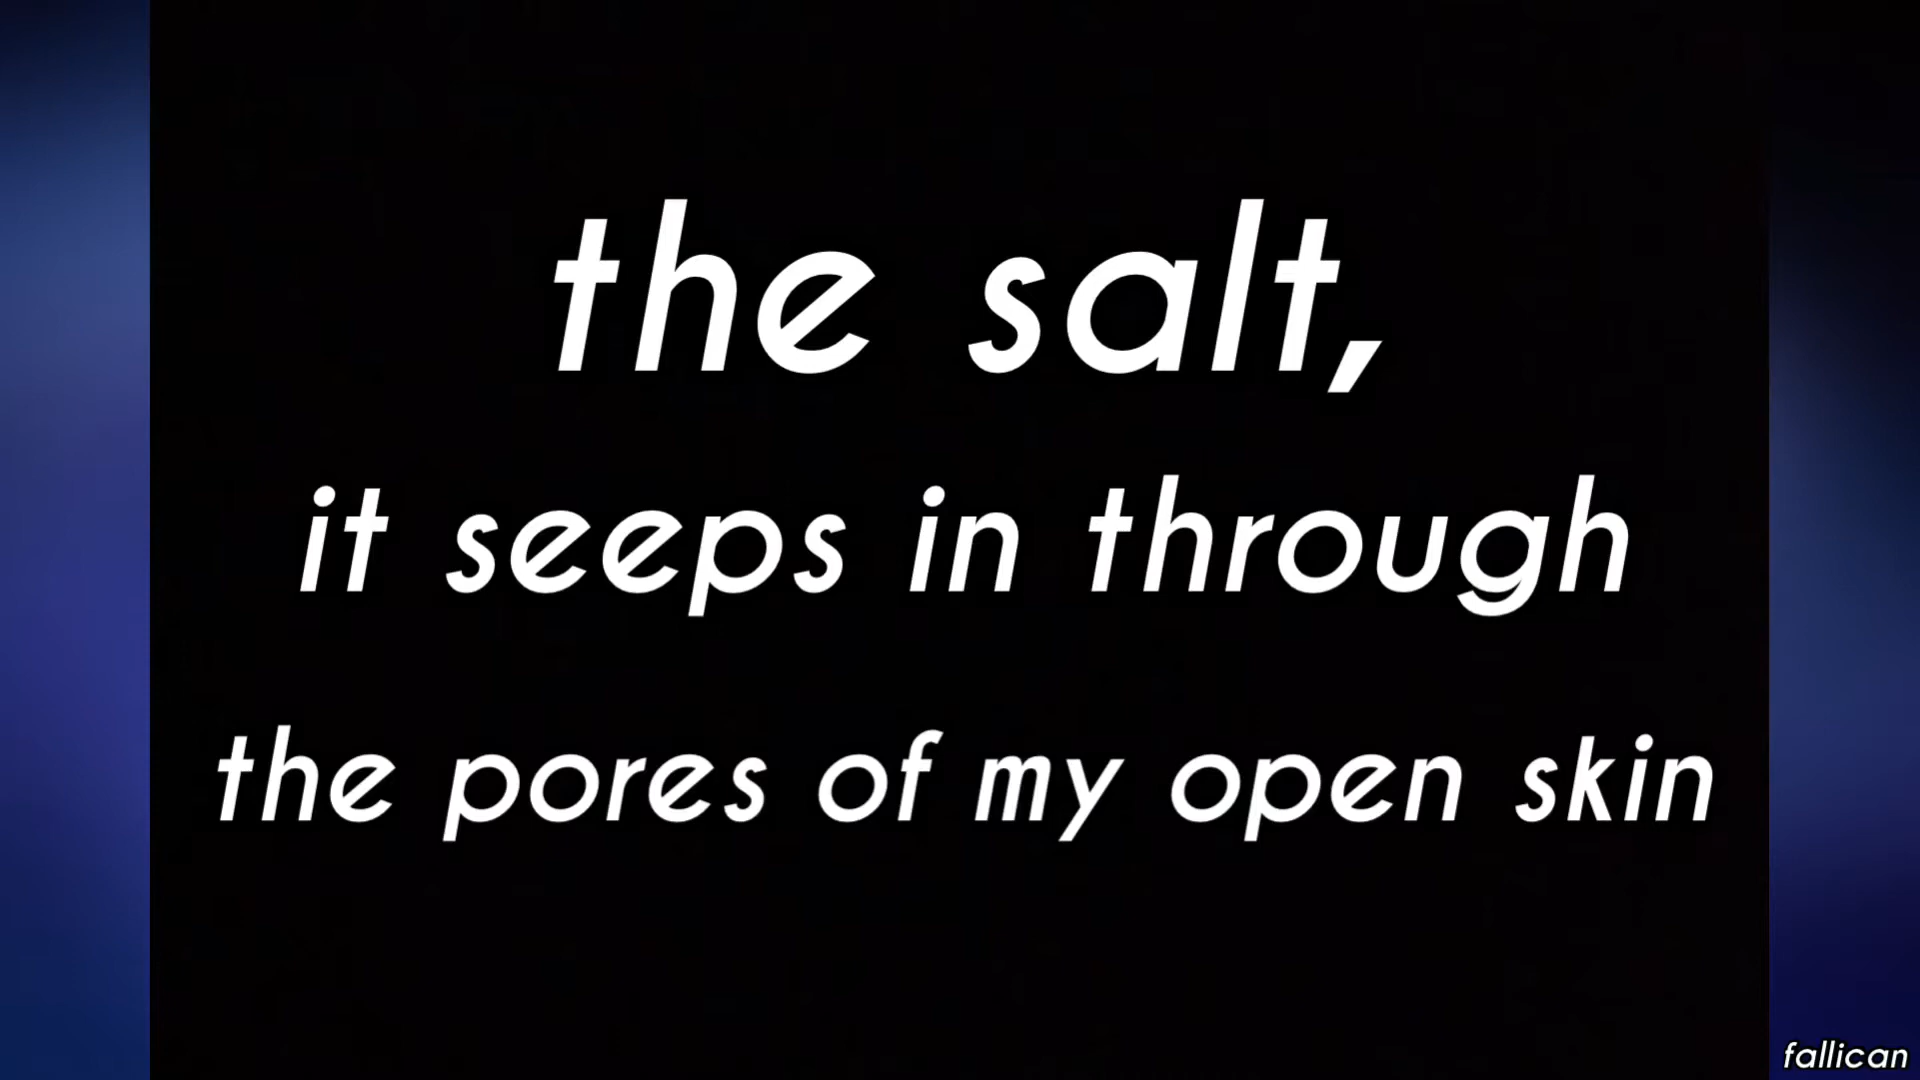 the salt,
it seeps in through
the pores of my open skin
fallican